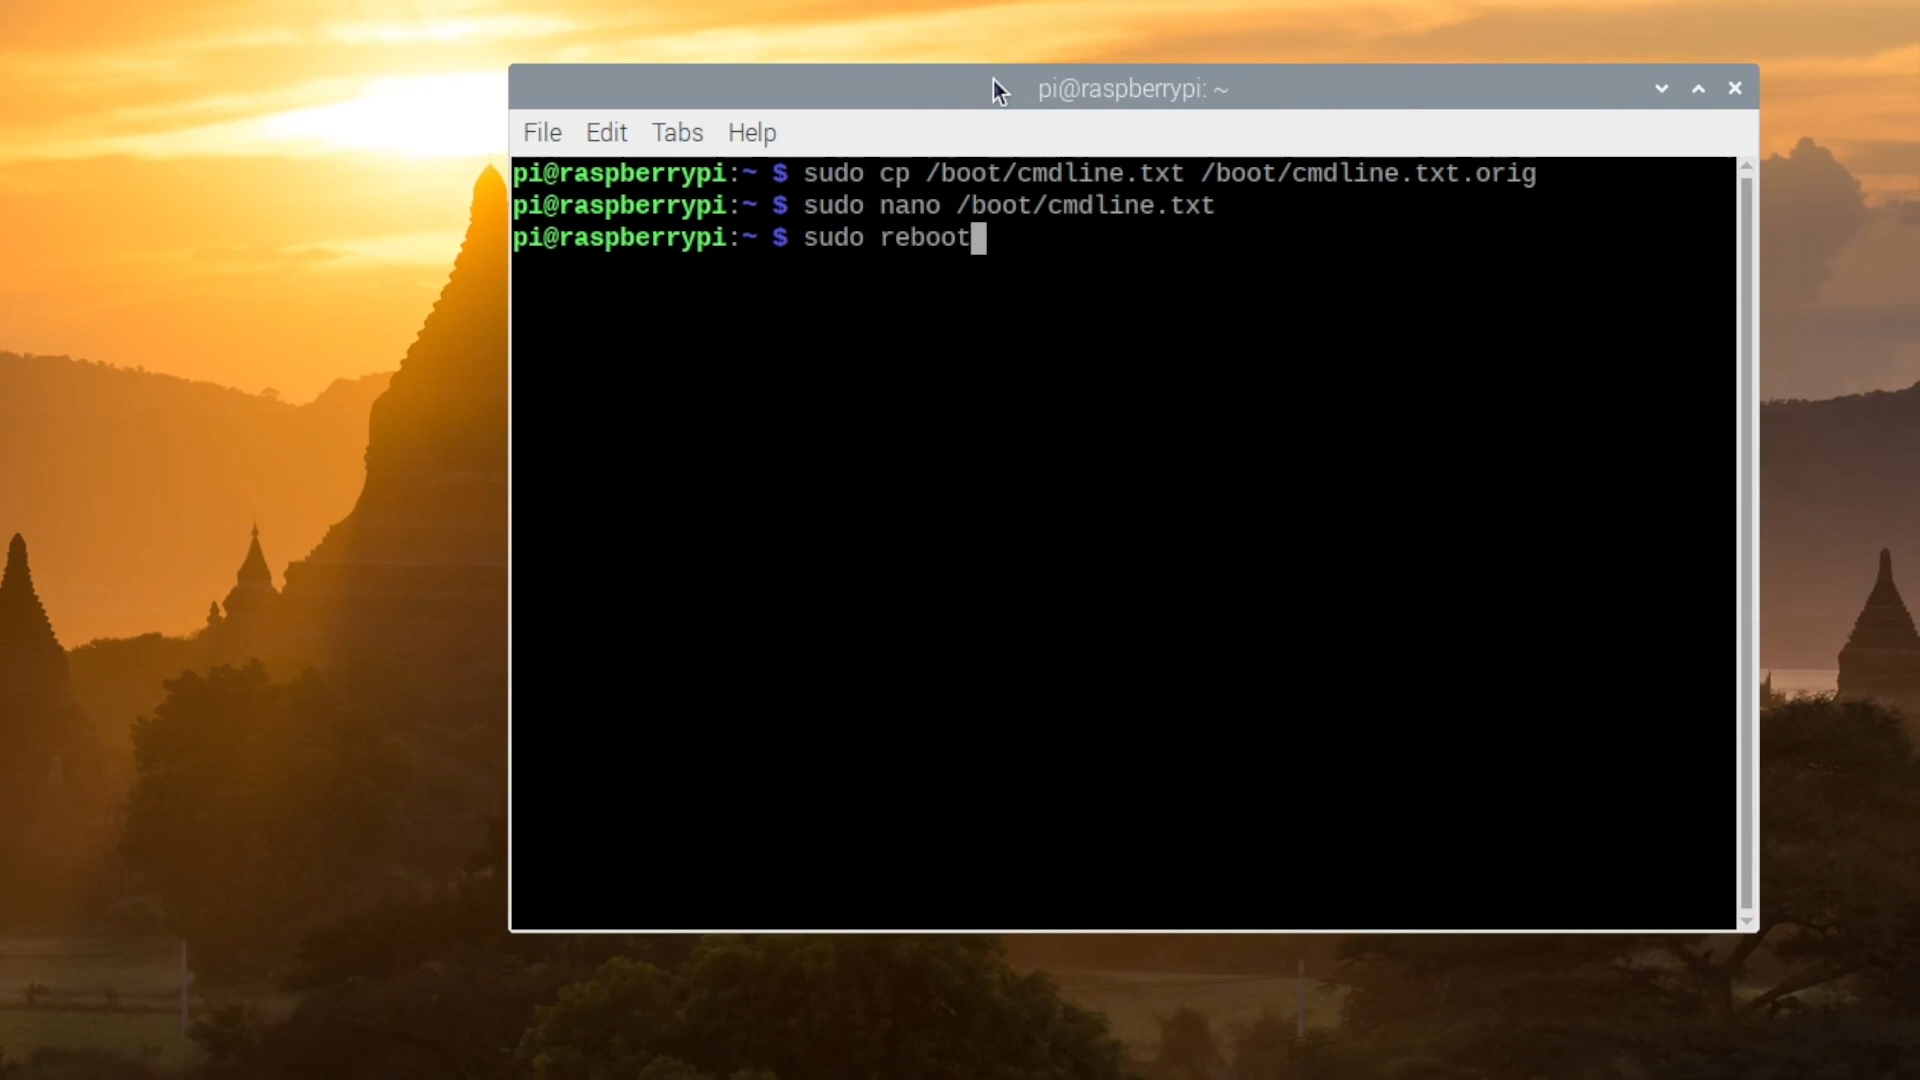 pi@raspberrypi: ~
File Edit Tabs Help
pi@raspberrypi:~ $ sudo cp /boot/cmdline.txt /boot/cmdline.txt.orig
pi@raspberrypi:~ $ sudo nano /boot/cmdline.txt
pi@raspberrypi:~ $ sudo reboot